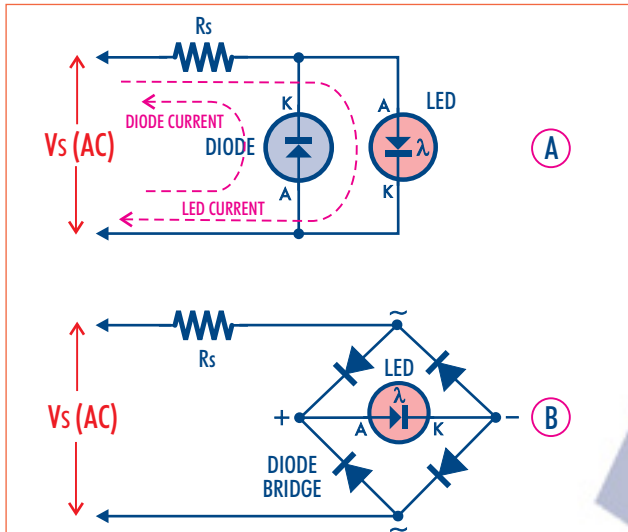 Rs
K
A
LED
DIODE CURRENT
Vs (AC)
DIODE
λ
A
A
K
LED CURRENT
~
Rs
LED
λ
Vs (AC)
+
A
K
–
B
DIODE
BRIDGE
~